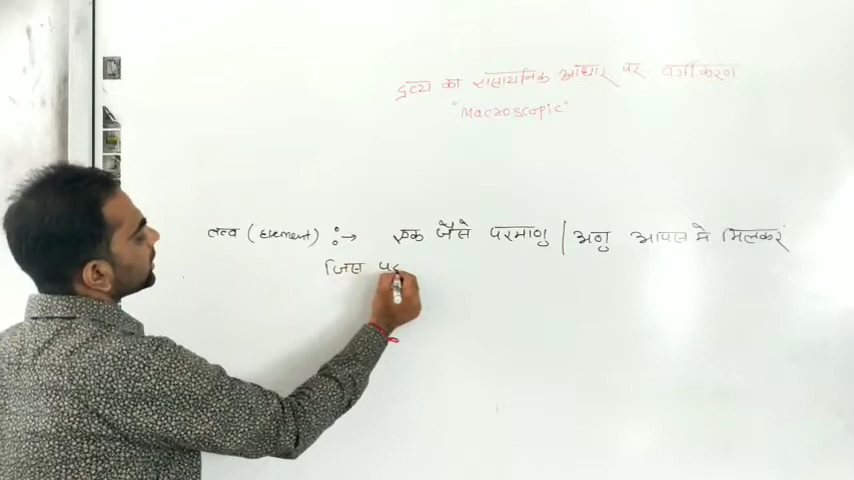 द्रव्य का रासायनिक आधार पर वर्गीकरण
"Macroscopic"
तत्व (Element) :→ एक जैसे परमाणु | अणु आपस मे मिलकर
जिस